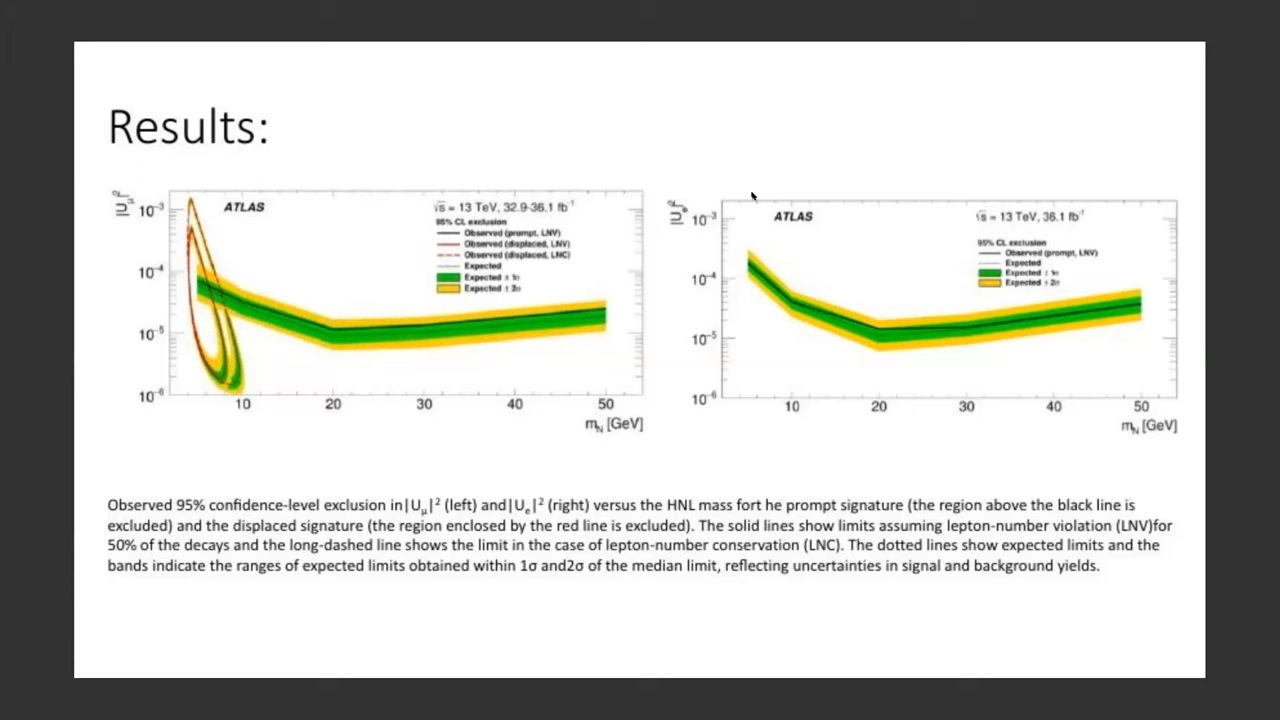 Results:
|Uμ|²
10⁻³
10⁻⁴
10⁻⁵
10⁻⁶
ATLAS
√s = 13 TeV, 32.9-36.1 fb⁻¹
95% CL exclusion
Observed (prompt, LNV)
Observed (displaced, LNV)
Observed (displaced, LNC)
Expected
Expected ± 1σ
Expected ± 2σ
10 20 30 40 50
mN [GeV]
|Ue|²
10⁻³
10⁻⁴
10⁻⁵
10⁻⁶
ATLAS
√s = 13 TeV, 36.1 fb⁻¹
95% CL exclusion
Observed (prompt, LNV)
Expected
Expected ± 1σ
Expected ± 2σ
10 20 30 40 50
mN [GeV]
Observed 95% confidence-level exclusion in|Uμ|² (left) and|Ue|² (right) versus the HNL mass fort he prompt signature (the region above the black line is
excluded) and the displaced signature (the region enclosed by the red line is excluded). The solid lines show limits assuming lepton-number violation (LNV)for
50% of the decays and the long-dashed line shows the limit in the case of lepton-number conservation (LNC). The dotted lines show expected limits and the
bands indicate the ranges of expected limits obtained within 1σ and2σ of the median limit, reflecting uncertainties in signal and background yields.